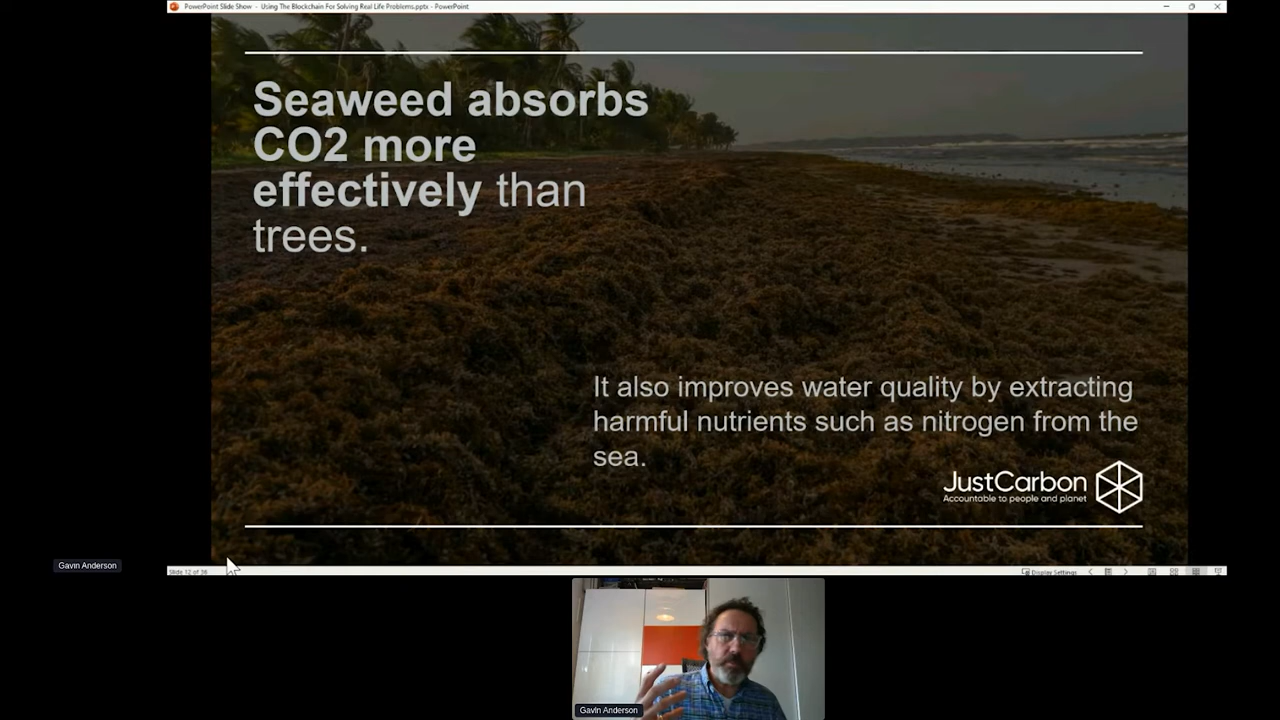 PowerPoint Slide Show - Using The Blockchain For Solving Real Life Problems.pptx - PowerPoint
Seaweed absorbs
CO2 more
effectively than
trees.
It also improves water quality by extracting
harmful nutrients such as nitrogen from the
sea.
JustCarbon
Accountable to people and planet
Gavin Anderson
Slide 12 of 36
Display Settings
Gavin Anderson